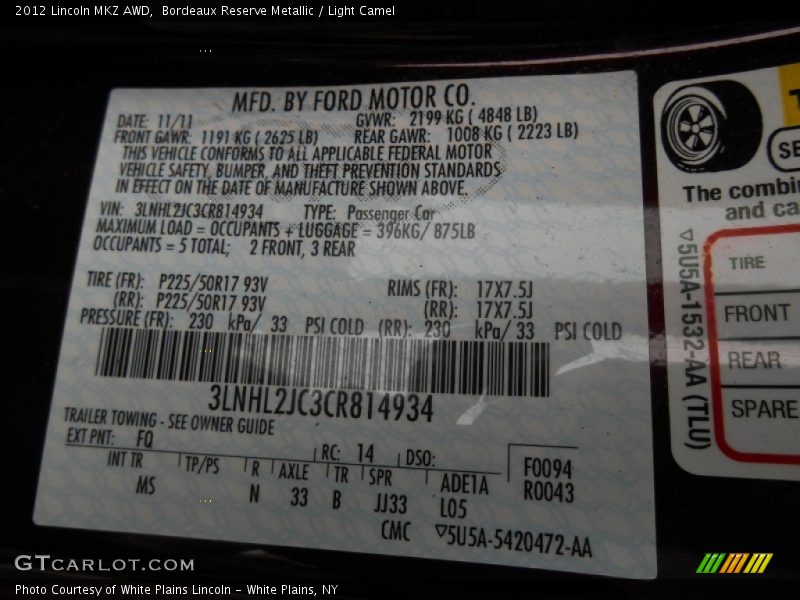 2012 Lincoln MKZ AWD,  Bordeaux Reserve Metallic / Light Camel
MFD. BY FORD MOTOR CO.
DATE: 11/11 GVWR: 2199 KG ( 4848 LB)
FRONT GAWR: 1191 KG ( 2625 LB) REAR GAWR: 1008 KG ( 2223 LB)
THIS VEHICLE CONFORMS TO ALL APPLICABLE FEDERAL MOTOR
VEHICLE SAFETY, BUMPER, AND THEFT PREVENTION STANDARDS
IN EFFECT ON THE DATE OF MANUFACTURE SHOWN ABOVE.
VIN: 3LNHL2JC3CR814934 TYPE: Passenger Car
MAXIMUM LOAD = OCCUPANTS + LUGGAGE = 396KG/ 875LB
OCCUPANTS = 5 TOTAL; 2 FRONT, 3 REAR
TIRE (FR): P225/50R17 93V RIMS (FR): 17X7.5J
(RR): P225/50R17 93V (RR): 17X7.5J
PRESSURE (FR): 230 kPa/ 33 PSI COLD (RR): 230 kPa/ 33 PSI COLD
3LNHL2JC3CR814934
TRAILER TOWING - SEE OWNER GUIDE
EXT PNT: FQ RC: 14 DSO:
INT TR TP/PS R AXLE TR SPR ADE1A F0094
MS N 33 B JJ33 L05 R0043
CMC ▽5U5A-5420472-AA
The combin
and ca
▽5U5A-1532-AA (TLU)
TIRE
FRONT
REAR
SPARE
GTCARLOT.COM
Photo Courtesy of White Plains Lincoln - White Plains, NY